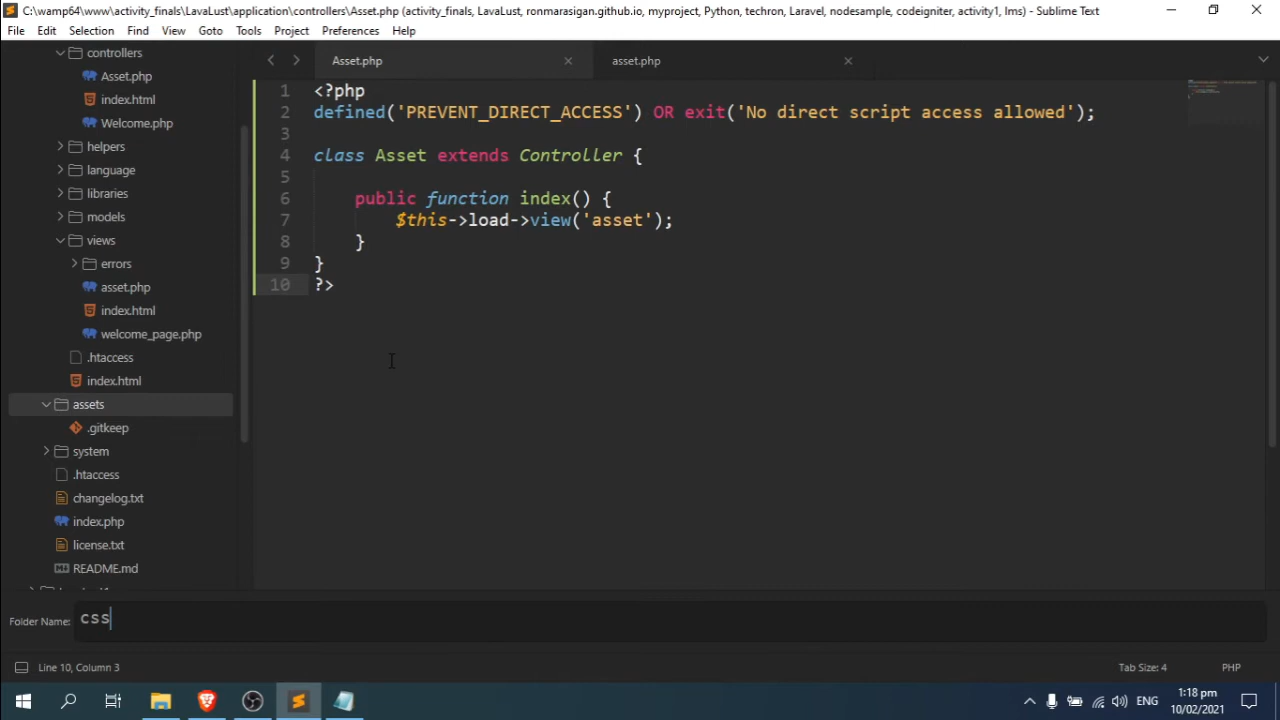 C:\wamp64\www\activity_finals\LavaLust\application\controllers\Asset.php (activity_finals, LavaLust, ronmarasigan.github.io, myproject, Python, techron, Laravel, nodesample, codeigniter, activity1, lms) - Sublime Text
File Edit Selection Find View Goto Tools Project Preferences Help
controllers
Asset.php
index.html
Welcome.php
helpers
language
libraries
models
views
errors
asset.php
index.html
welcome_page.php
.htaccess
index.html
assets
.gitkeep
system
.htaccess
changelog.txt
index.php
license.txt
README.md
Asset.php asset.php
1 <?php
2 defined('PREVENT_DIRECT_ACCESS') OR exit('No direct script access allowed');
3
4 class Asset extends Controller {
5
6 public function index() {
7 $this->load->view('asset');
8 }
9 }
10 ?>
Folder Name: css
Line 10, Column 3 Tab Size: 4 PHP
ENG 1:18 pm
10/02/2021